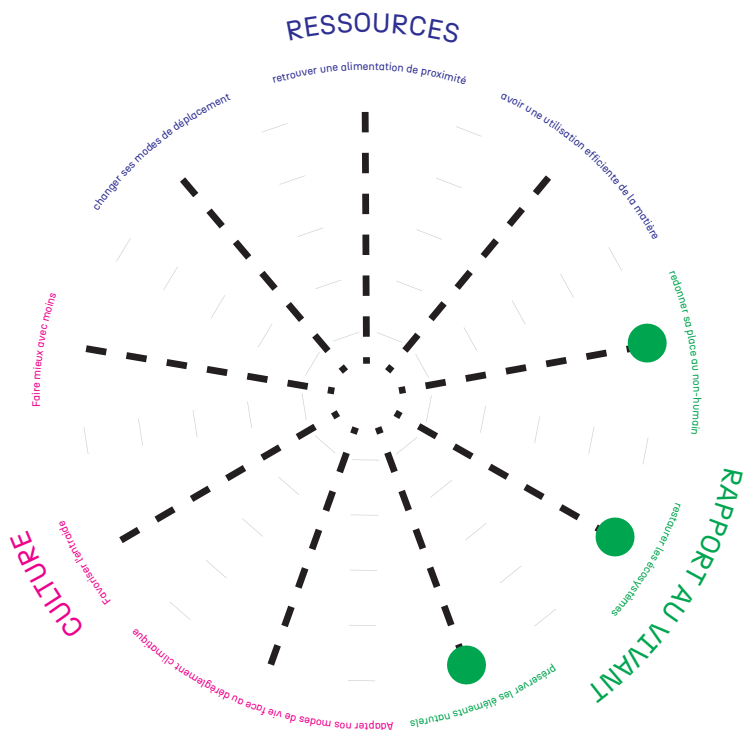 RESSOURCES
retrouver une alimentation de proximité
changer ses modes de déplacement
avoir une utilisation efficiente de la matière
redonner sa place au non-humain
Faire mieux avec moins
RAPPORT AU VIVANT
restaurer les écosystèmes
préserver les éléments naturels
CULTURE
Favoriser l'entraide
Adapter nos modes de vie face au dérèglement climatique